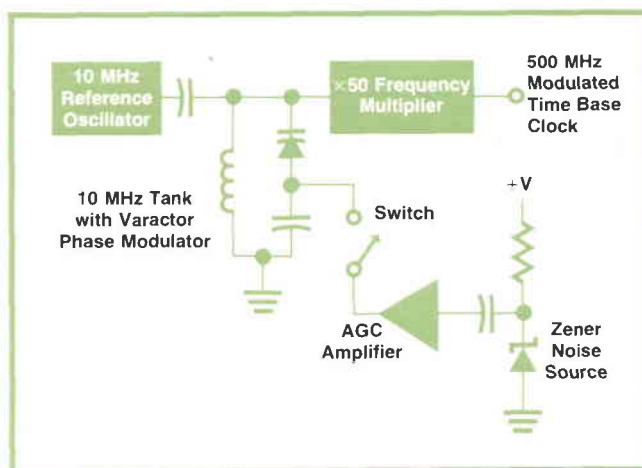 10 MHz
Reference
Oscillator
×50 Frequency
Multiplier
500 MHz
Modulated
Time Base
Clock
10 MHz Tank
with Varactor
Phase Modulator
Switch
+V
AGC
Amplifier
Zener
Noise
Source